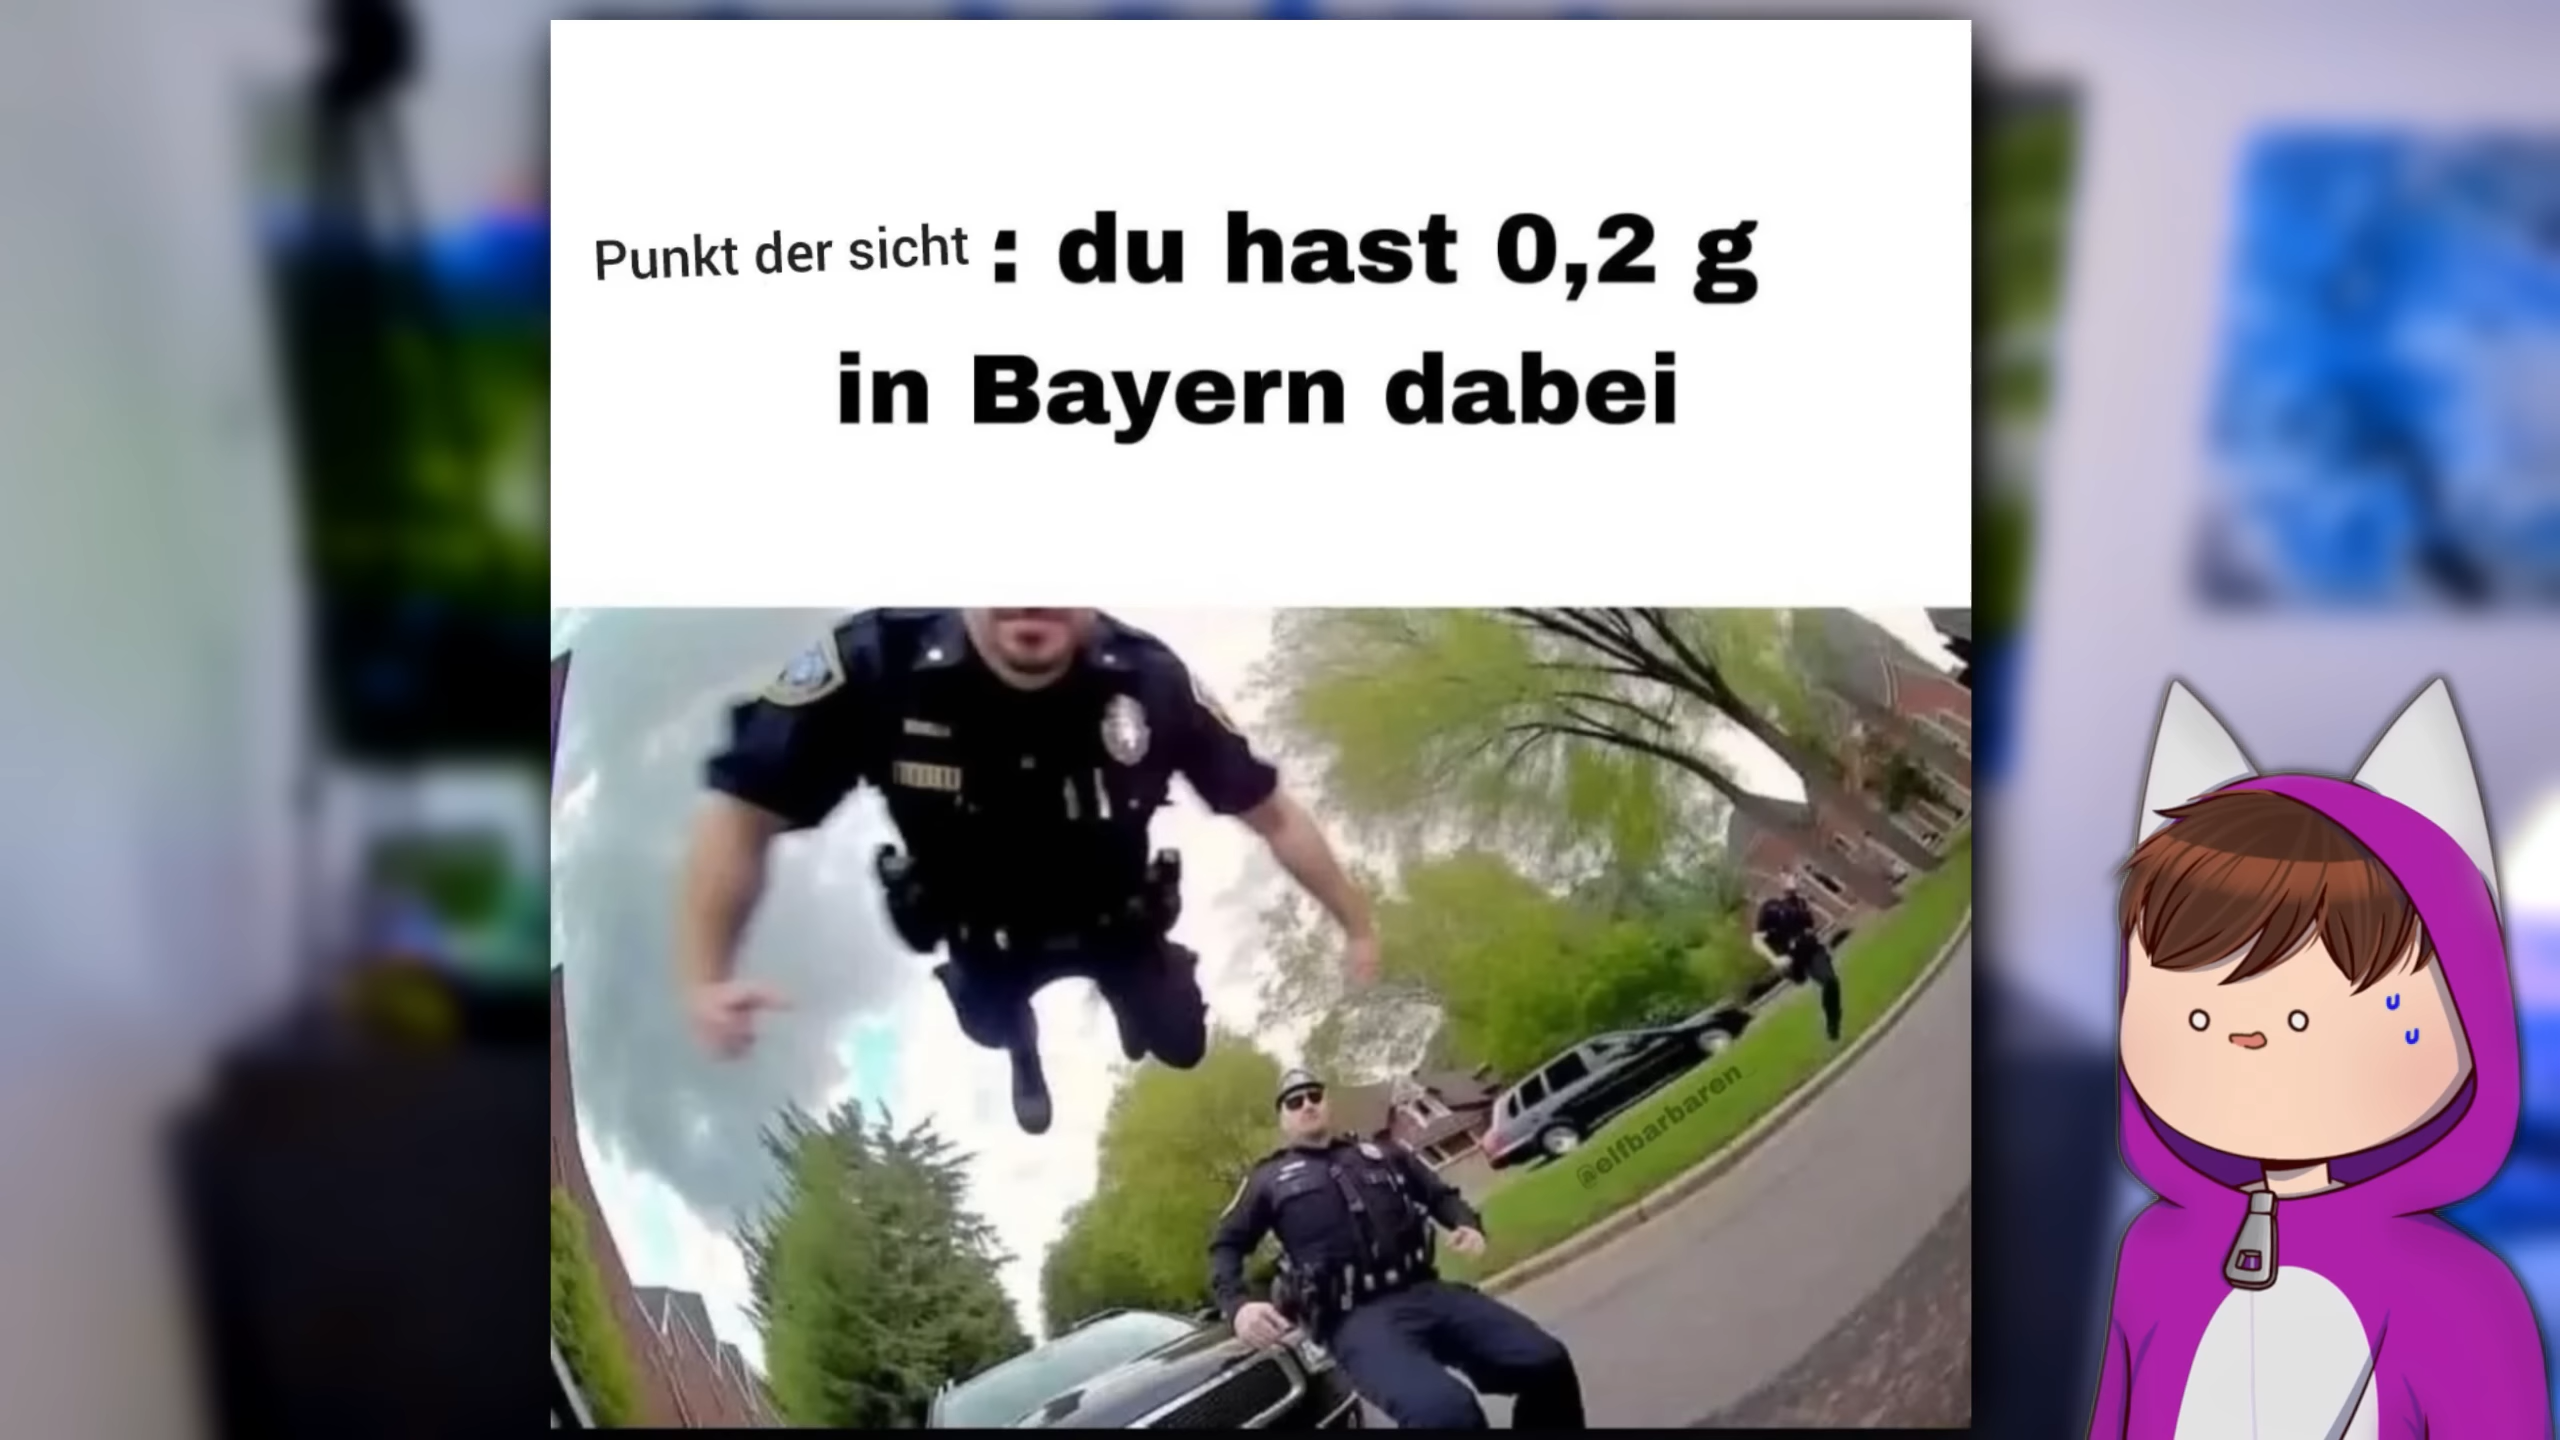 Punkt der sicht : du hast 0,2 g
in Bayern dabei
@elfbarbaren